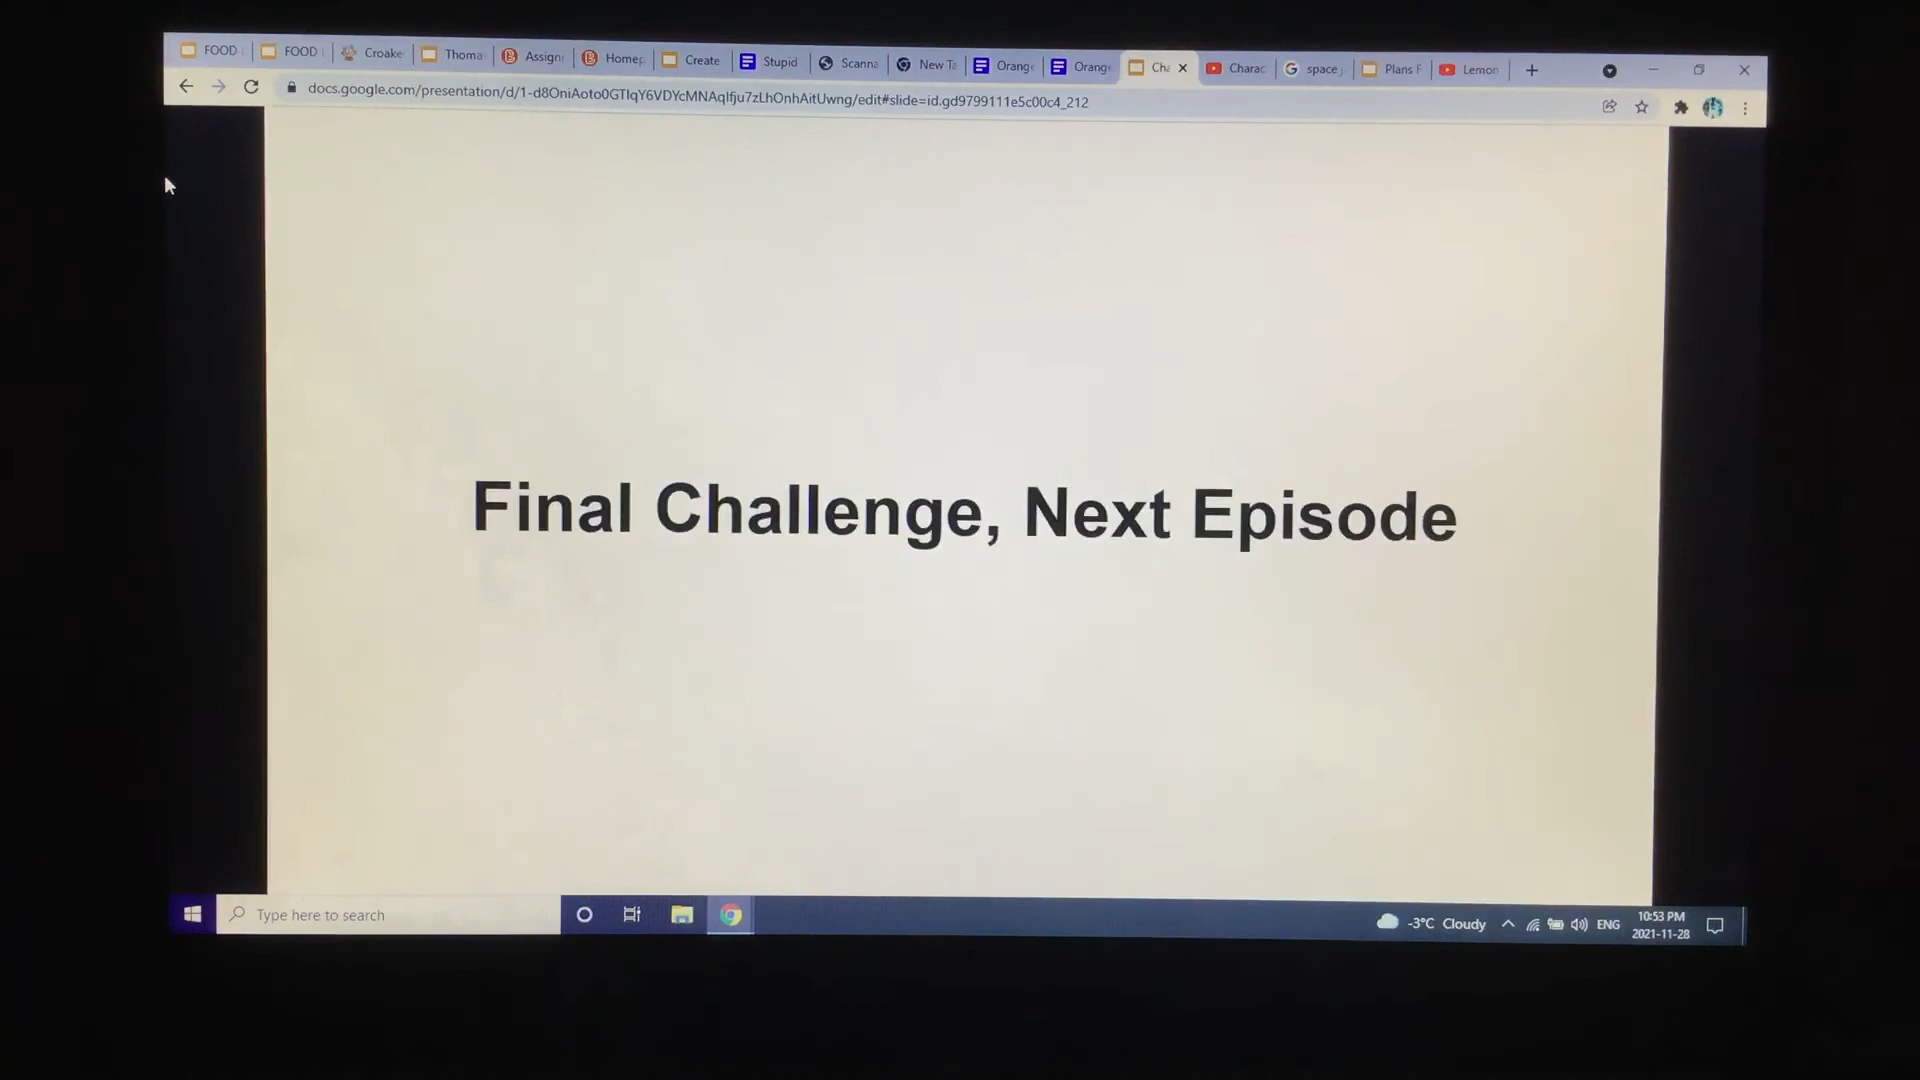 FOOD
FOOD
Croake
Thoma
Assign
Homep
Create
Stupid
Scanna
New Ta
Orange
Orange
Cha
Charac
space j
Plans F
Lemon
docs.google.com/presentation/d/1-d8OniAoto0GTIqY6VDYcMNAqIfju7zLhOnhAitUwng/edit#slide=id.gd9799111e5c00c4_212
Final Challenge, Next Episode
Type here to search
-3°C Cloudy
ENG
10:53 PM
2021-11-28